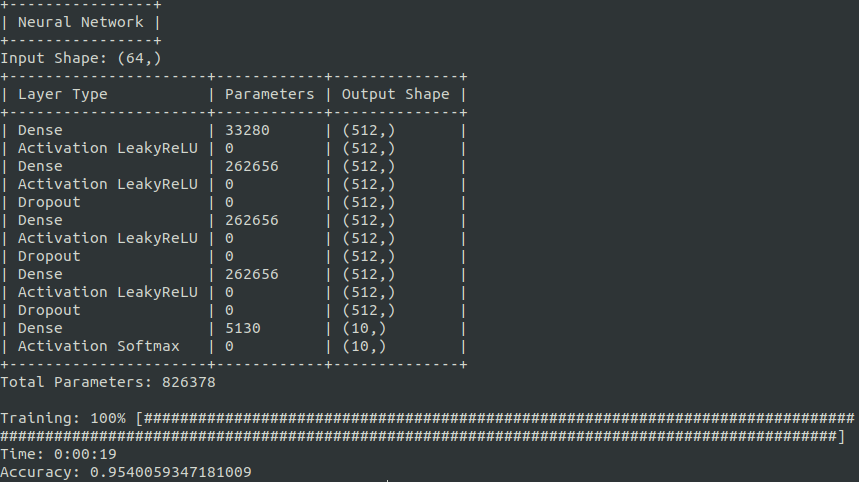 +----------------+
| Neural Network |
+----------------+
Input Shape: (64,)
+----------------------+------------+--------------+
| Layer Type           | Parameters | Output Shape |
+----------------------+------------+--------------+
| Dense                | 33280      | (512,)       |
| Activation LeakyReLU | 0          | (512,)       |
| Dense                | 262656     | (512,)       |
| Activation LeakyReLU | 0          | (512,)       |
| Dropout              | 0          | (512,)       |
| Dense                | 262656     | (512,)       |
| Activation LeakyReLU | 0          | (512,)       |
| Dropout              | 0          | (512,)       |
| Dense                | 262656     | (512,)       |
| Activation LeakyReLU | 0          | (512,)       |
| Dropout              | 0          | (512,)       |
| Dense                | 5130       | (10,)        |
| Activation Softmax   | 0          | (10,)        |
+----------------------+------------+--------------+
Total Parameters: 826378
Training: 100% [###############################################################################
#############################################################################################]
Time: 0:00:19
Accuracy: 0.9540059347181009